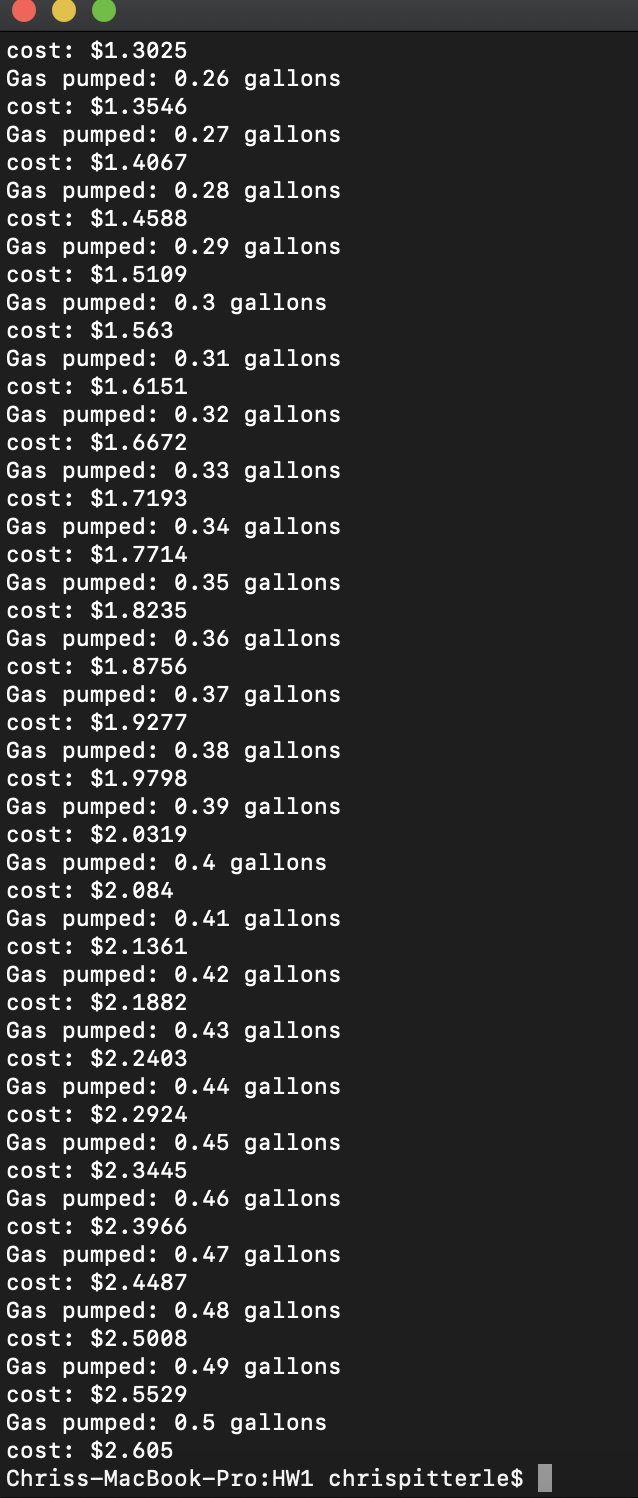 cost: $1.3025
Gas pumped: 0.26 gallons
cost: $1.3546
Gas pumped: 0.27 gallons
cost: $1.4067
Gas pumped: 0.28 gallons
cost: $1.4588
Gas pumped: 0.29 gallons
cost: $1.5109
Gas pumped: 0.3 gallons
cost: $1.563
Gas pumped: 0.31 gallons
cost: $1.6151
Gas pumped: 0.32 gallons
cost: $1.6672
Gas pumped: 0.33 gallons
cost: $1.7193
Gas pumped: 0.34 gallons
cost: $1.7714
Gas pumped: 0.35 gallons
cost: $1.8235
Gas pumped: 0.36 gallons
cost: $1.8756
Gas pumped: 0.37 gallons
cost: $1.9277
Gas pumped: 0.38 gallons
cost: $1.9798
Gas pumped: 0.39 gallons
cost: $2.0319
Gas pumped: 0.4 gallons
cost: $2.084
Gas pumped: 0.41 gallons
cost: $2.1361
Gas pumped: 0.42 gallons
cost: $2.1882
Gas pumped: 0.43 gallons
cost: $2.2403
Gas pumped: 0.44 gallons
cost: $2.2924
Gas pumped: 0.45 gallons
cost: $2.3445
Gas pumped: 0.46 gallons
cost: $2.3966
Gas pumped: 0.47 gallons
cost: $2.4487
Gas pumped: 0.48 gallons
cost: $2.5008
Gas pumped: 0.49 gallons
cost: $2.5529
Gas pumped: 0.5 gallons
cost: $2.605
Chriss-MacBook-Pro:HW1 chrispitterle$